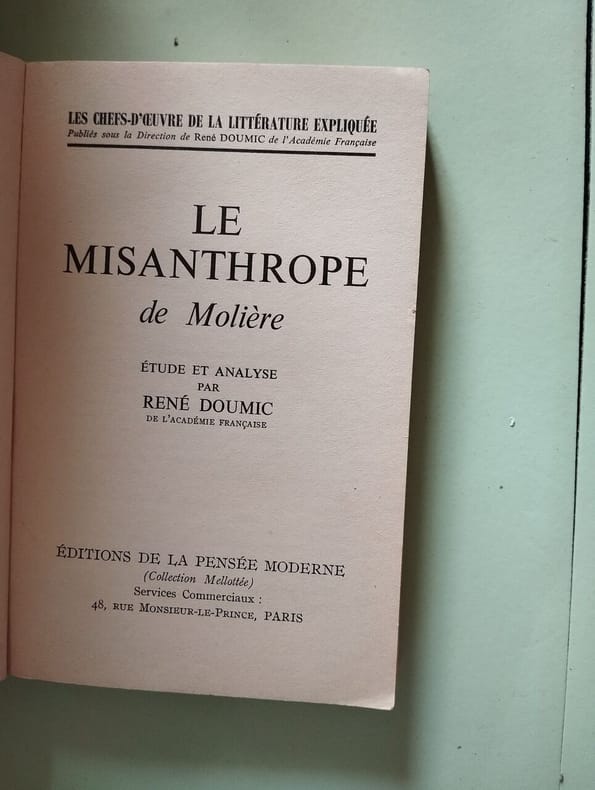 LES CHEFS-D'ŒUVRE DE LA LITTÉRATURE EXPLIQUÉE
Publiés sous la Direction de René DOUMIC de l'Académie Française
LE
MISANTHROPE
de Molière
ÉTUDE ET ANALYSE
PAR
RENÉ DOUMIC
DE L'ACADÉMIE FRANÇAISE
ÉDITIONS DE LA PENSÉE MODERNE
(Collection Mellottée)
Services Commerciaux :
48, RUE MONSIEUR-LE-PRINCE, PARIS